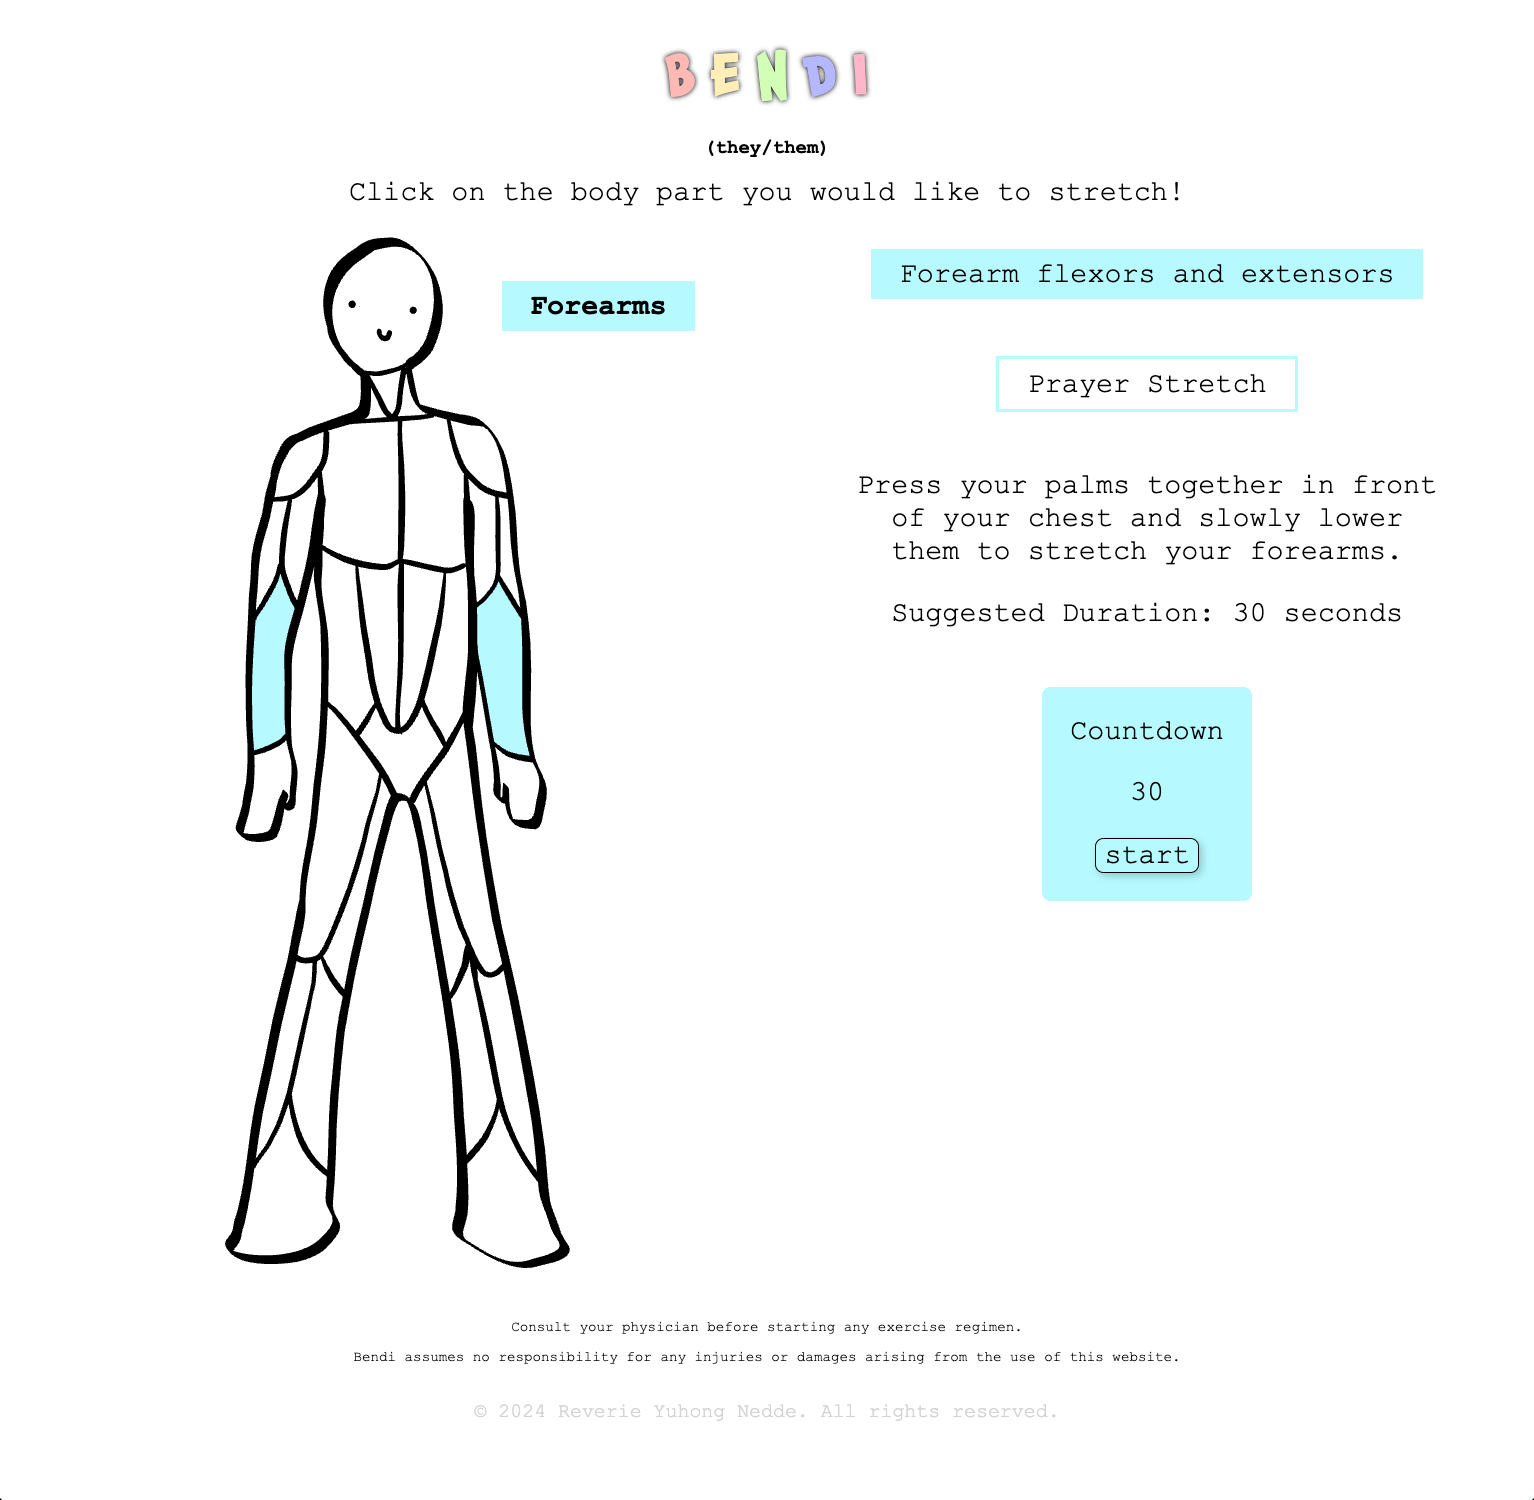 BENDI
(they/them)
Click on the body part you would like to stretch!
Forearms
Forearm flexors and extensors
Prayer Stretch
Press your palms together in front
of your chest and slowly lower
them to stretch your forearms.
Suggested Duration: 30 seconds
Countdown
30
start
Consult your physician before starting any exercise regimen.
Bendi assumes no responsibility for any injuries or damages arising from the use of this website.
© 2024 Reverie Yuhong Nedde. All rights reserved.